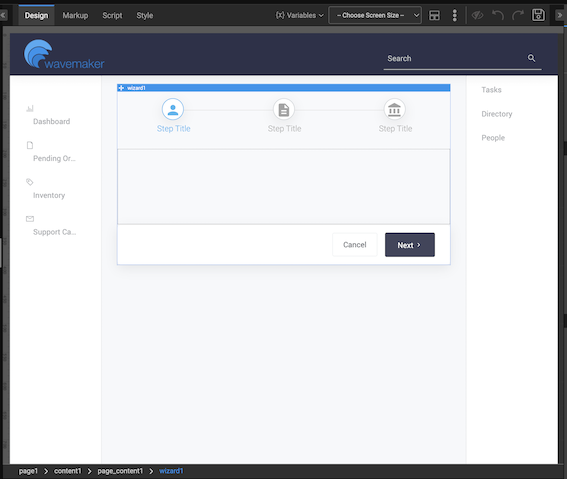 Design Markup Script Style {x} Variables -- Choose Screen Size --
wavemaker
Search
wizard1
Dashboard
Pending Or...
Inventory
Support Ca...
Step Title Step Title Step Title
Cancel Next
Tasks
Directory
People
page1 content1 page_content1 wizard1